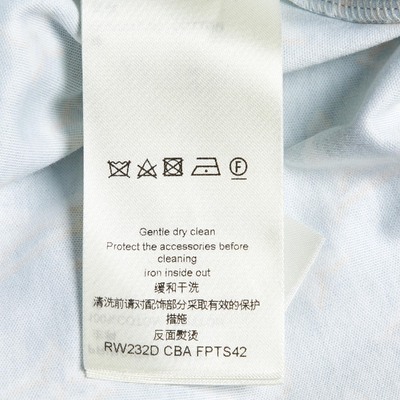 F
Gentle dry clean
Protect the accessories before
cleaning
iron inside out
缓和干洗
清洗前请对配饰部分采取有效的保护
措施
反面熨烫
RW232D CBA FPTS42